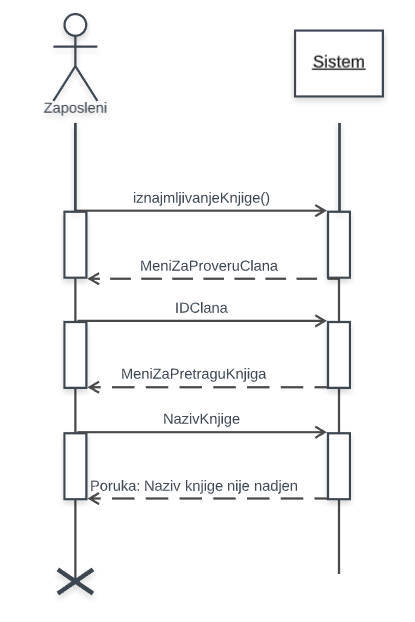 Zaposleni
Sistem
iznajmljivanjeKnjige()
MeniZaProveruClana
IDClana
MeniZaPretraguKnjiga
NazivKnjige
Poruka: Naziv knjige nije nadjen